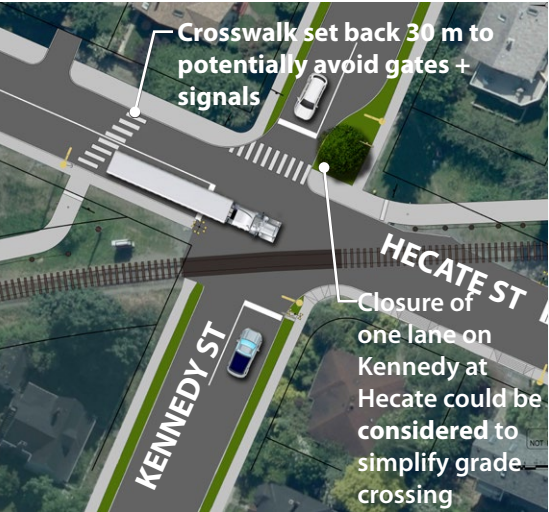 Crosswalk set back 30 m to
potentially avoid gates +
signals
HECATE ST
Closure of
one lane on
Kennedy at
Hecate could be
considered to
simplify grade
crossing
KENNEDY ST
NOT